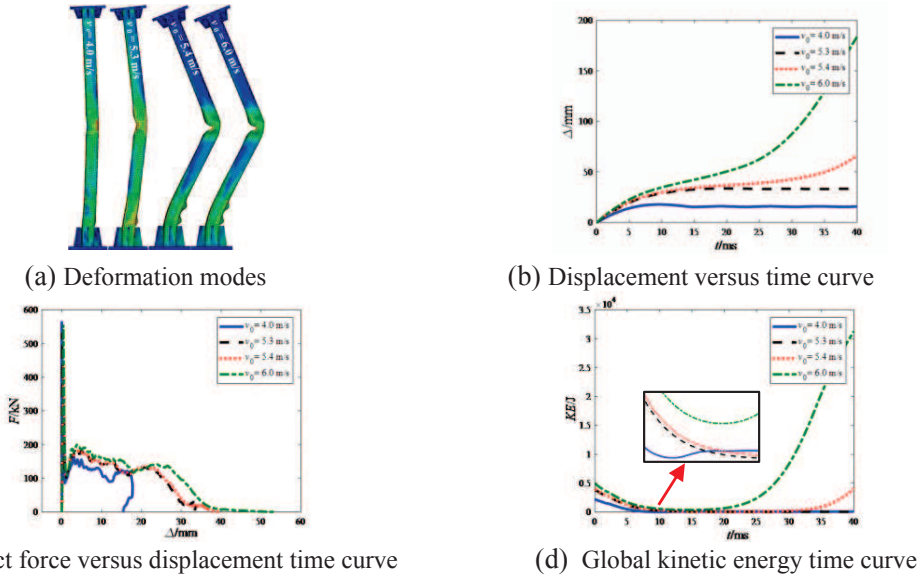 v₀= 4.0 m/s
v₀= 5.3 m/s
v₀= 5.4 m/s
v₀= 6.0 m/s
(a) Deformation modes
200
150
100
50
0
Δ/mm
0 5 10 15 20 25 30 35 40
t/ms
v₀= 4.0 m/s
v₀= 5.3 m/s
v₀= 5.4 m/s
v₀= 6.0 m/s
(b) Displacement versus time curve
600
500
400
300
200
100
0
F/kN
0 10 20 30 40 50 60
Δ/mm
v₀= 4.0 m/s
v₀= 5.3 m/s
v₀= 5.4 m/s
v₀= 6.0 m/s
ct force versus displacement time curve
× 10⁴
3.5
3
2.5
2
1.5
1
0.5
0
KE/J
0 5 10 15 20 25 30 35 40
t/ms
v₀= 4.0 m/s
v₀= 5.3 m/s
v₀= 5.4 m/s
v₀= 6.0 m/s
(d) Global kinetic energy time curve